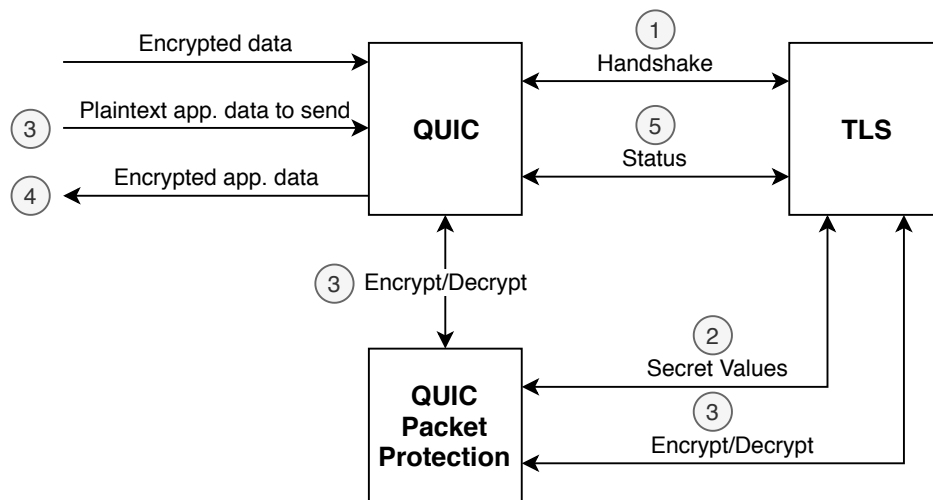 Encrypted data
1
Handshake
3
Plaintext app. data to send
QUIC
5
Status
TLS
4
Encrypted app. data
3
Encrypt/Decrypt
2
Secret Values
QUIC
Packet
Protection
3
Encrypt/Decrypt